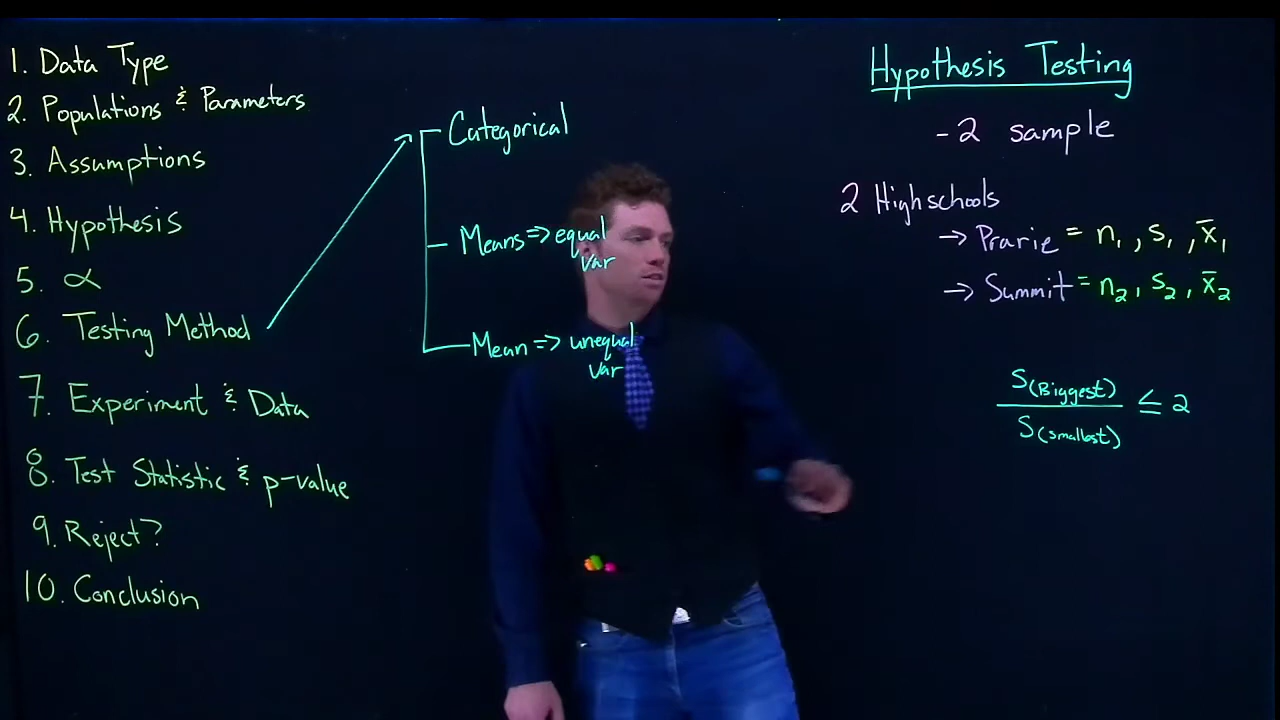 1. Data Type
2. Populations & Parameters
3. Assumptions
4. Hypothesis
5. α
6. Testing Method
7. Experiment & Data
8. Test Statistic & p-value
9. Reject?
10. Conclusion
Categorical
Means => equal
var
Mean => unequal
var
Hypothesis Testing
- 2 sample
2 High schools
→ Prarie = n₁, s₁, x̄₁
→ Summit = n₂, s₂, x̄₂
S(Biggest)
S(smallest)
≤ 2